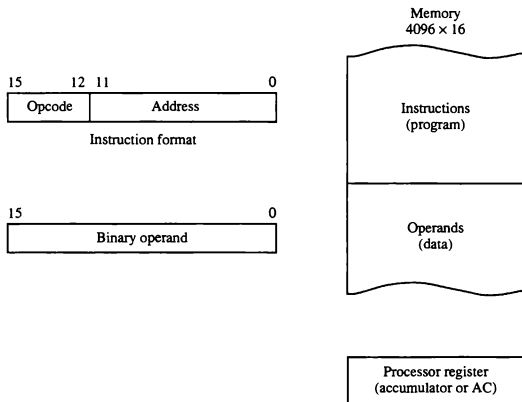 Memory
4096 × 16
15 12 11 0
Opcode Address
Instruction format
Instructions
(program)
15 0
Binary operand
Operands
(data)
Processor register
(accumulator or AC)